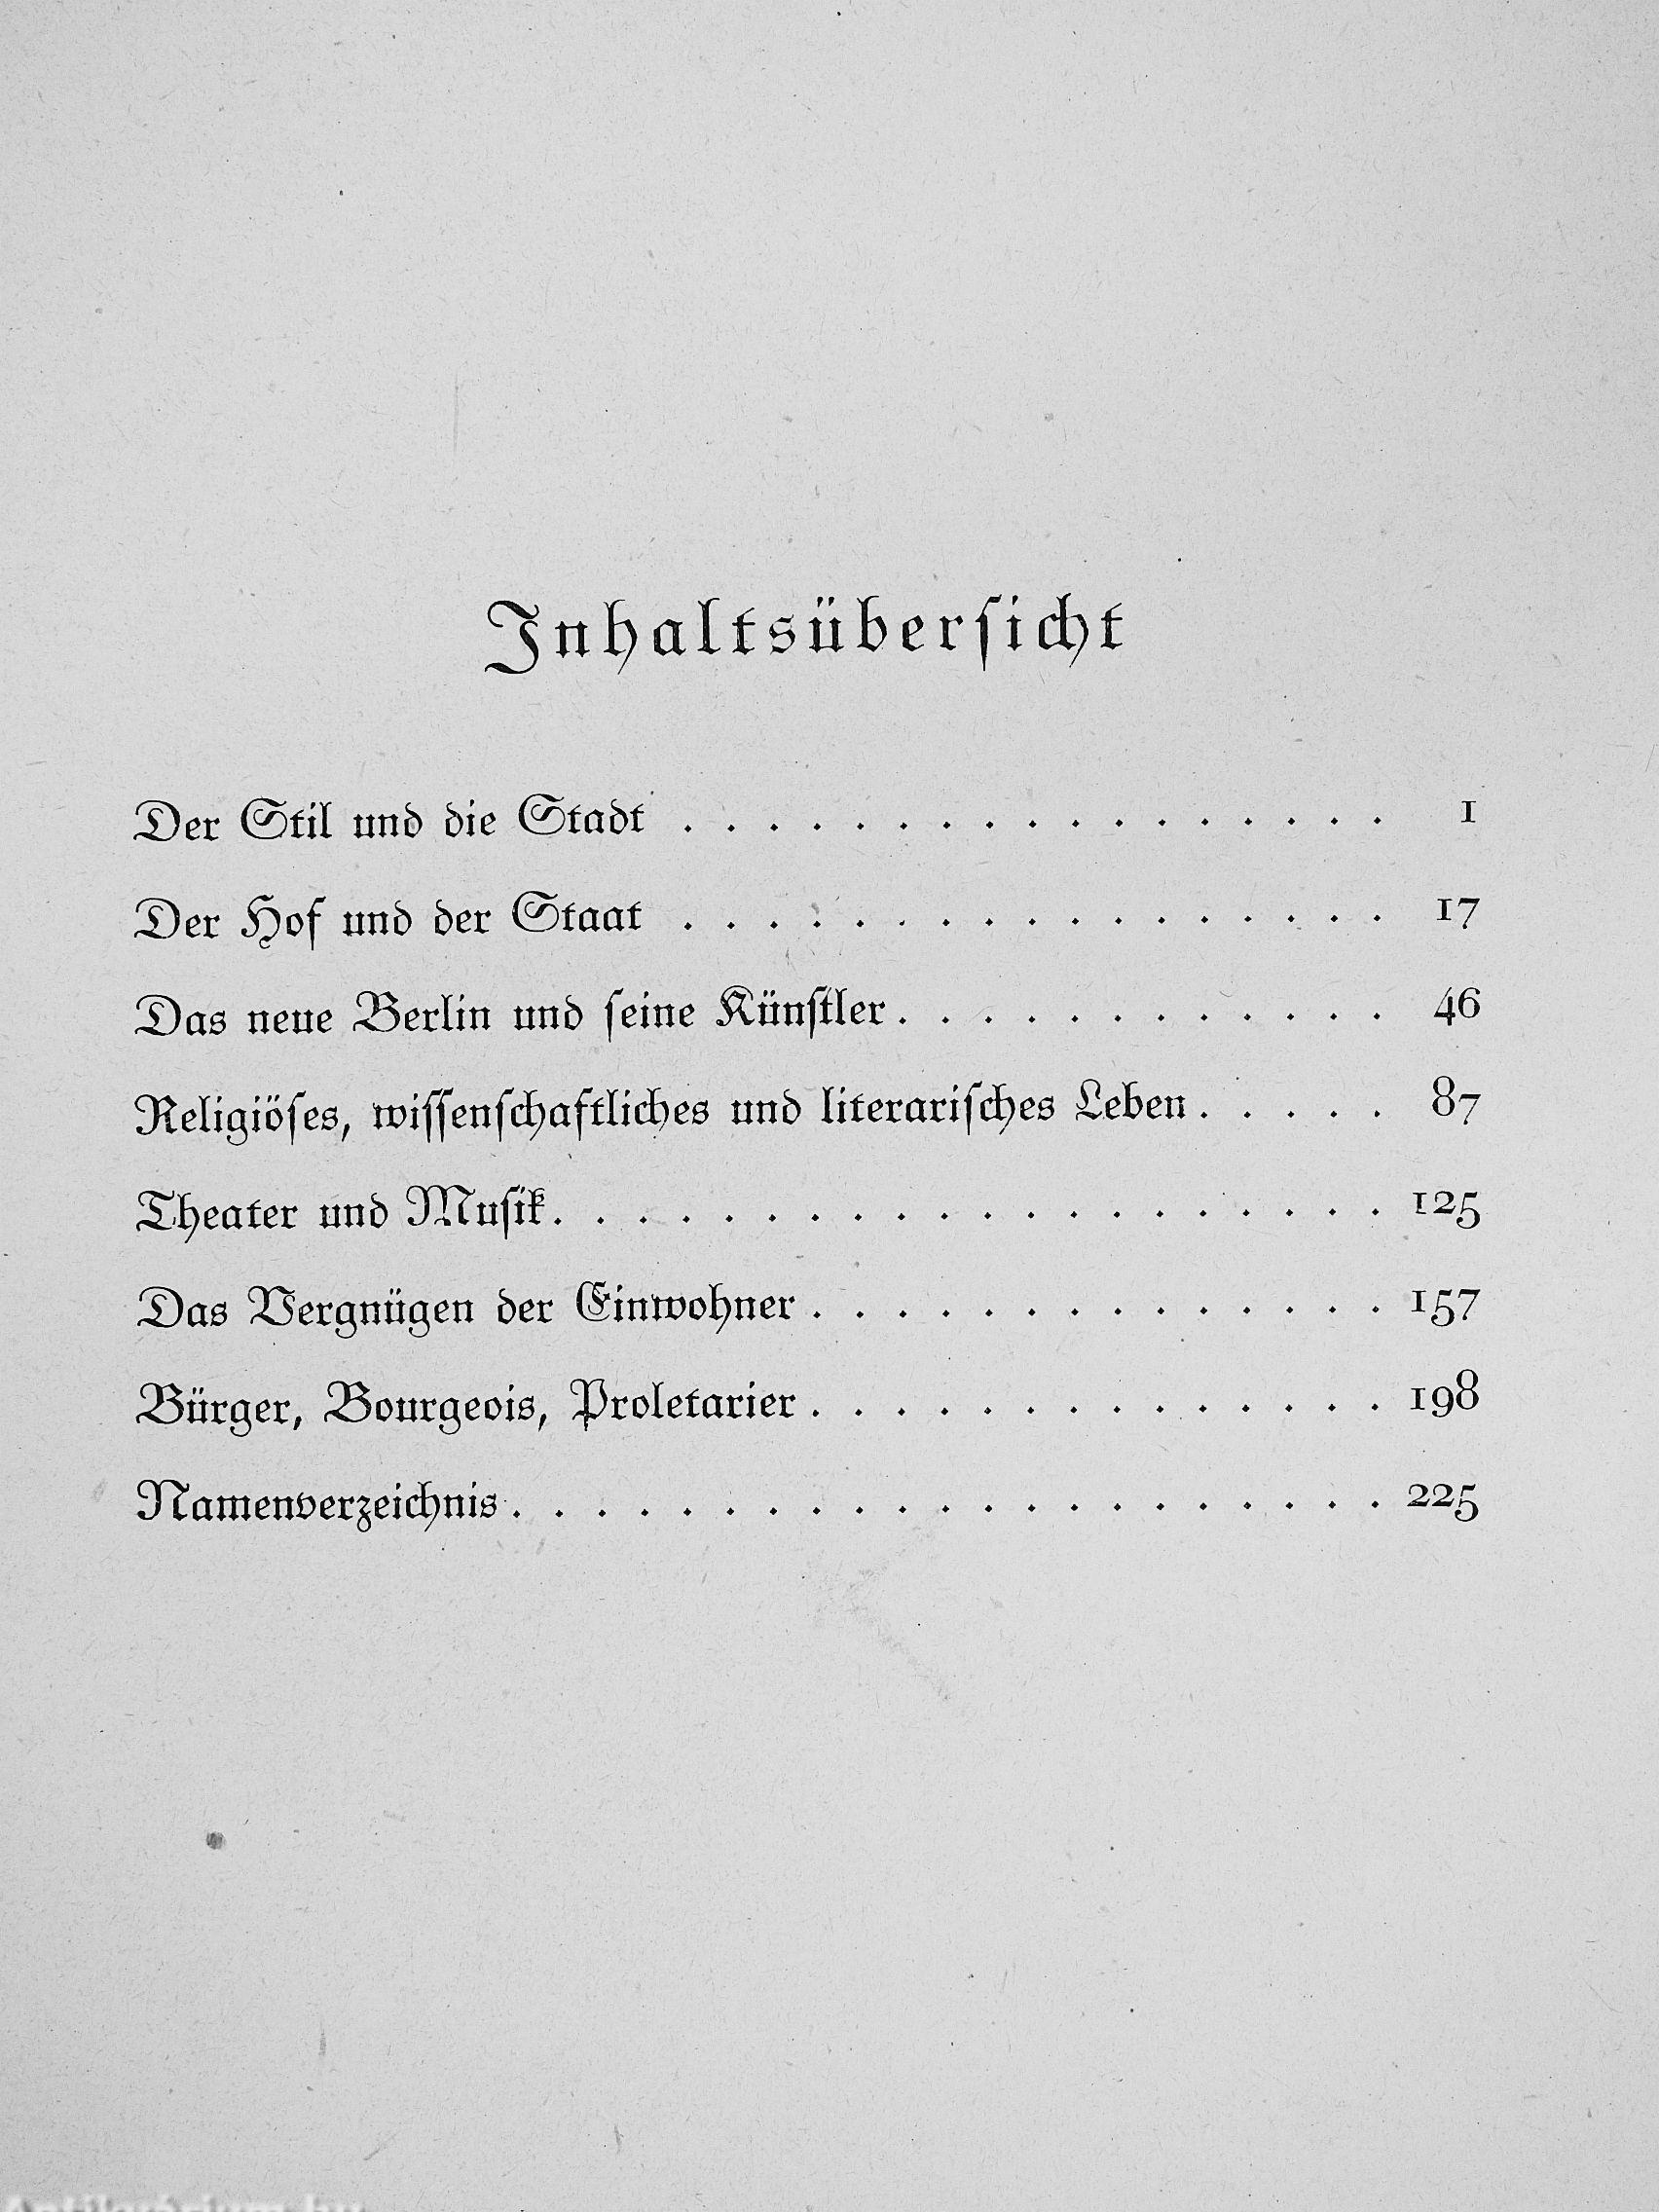 Inhaltsüberſicht
Der Stil und die Stadt . . . . . . . . . . . . . . . . . 1
Der Hof und der Staat . . . . . . . . . . . . . . . . . 17
Das neue Berlin und ſeine Künſtler . . . . . . . . . . . . 46
Religiöſes, wiſſenſchaftliches und literariſches Leben . . . . . 87
Theater und Muſik . . . . . . . . . . . . . . . . . . . . 125
Das Vergnügen der Einwohner . . . . . . . . . . . . . . 157
Bürger, Bourgeois, Proletarier . . . . . . . . . . . . . . 198
Namenverzeichnis . . . . . . . . . . . . . . . . . . . . . 225